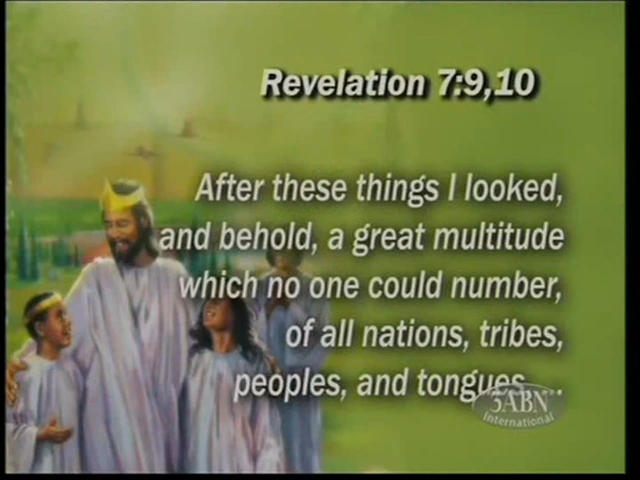 Revelation 7:9,10
After these things I looked,
and behold, a great multitude
which no one could number,
of all nations, tribes,
peoples, and tongues ...
3ABN
International